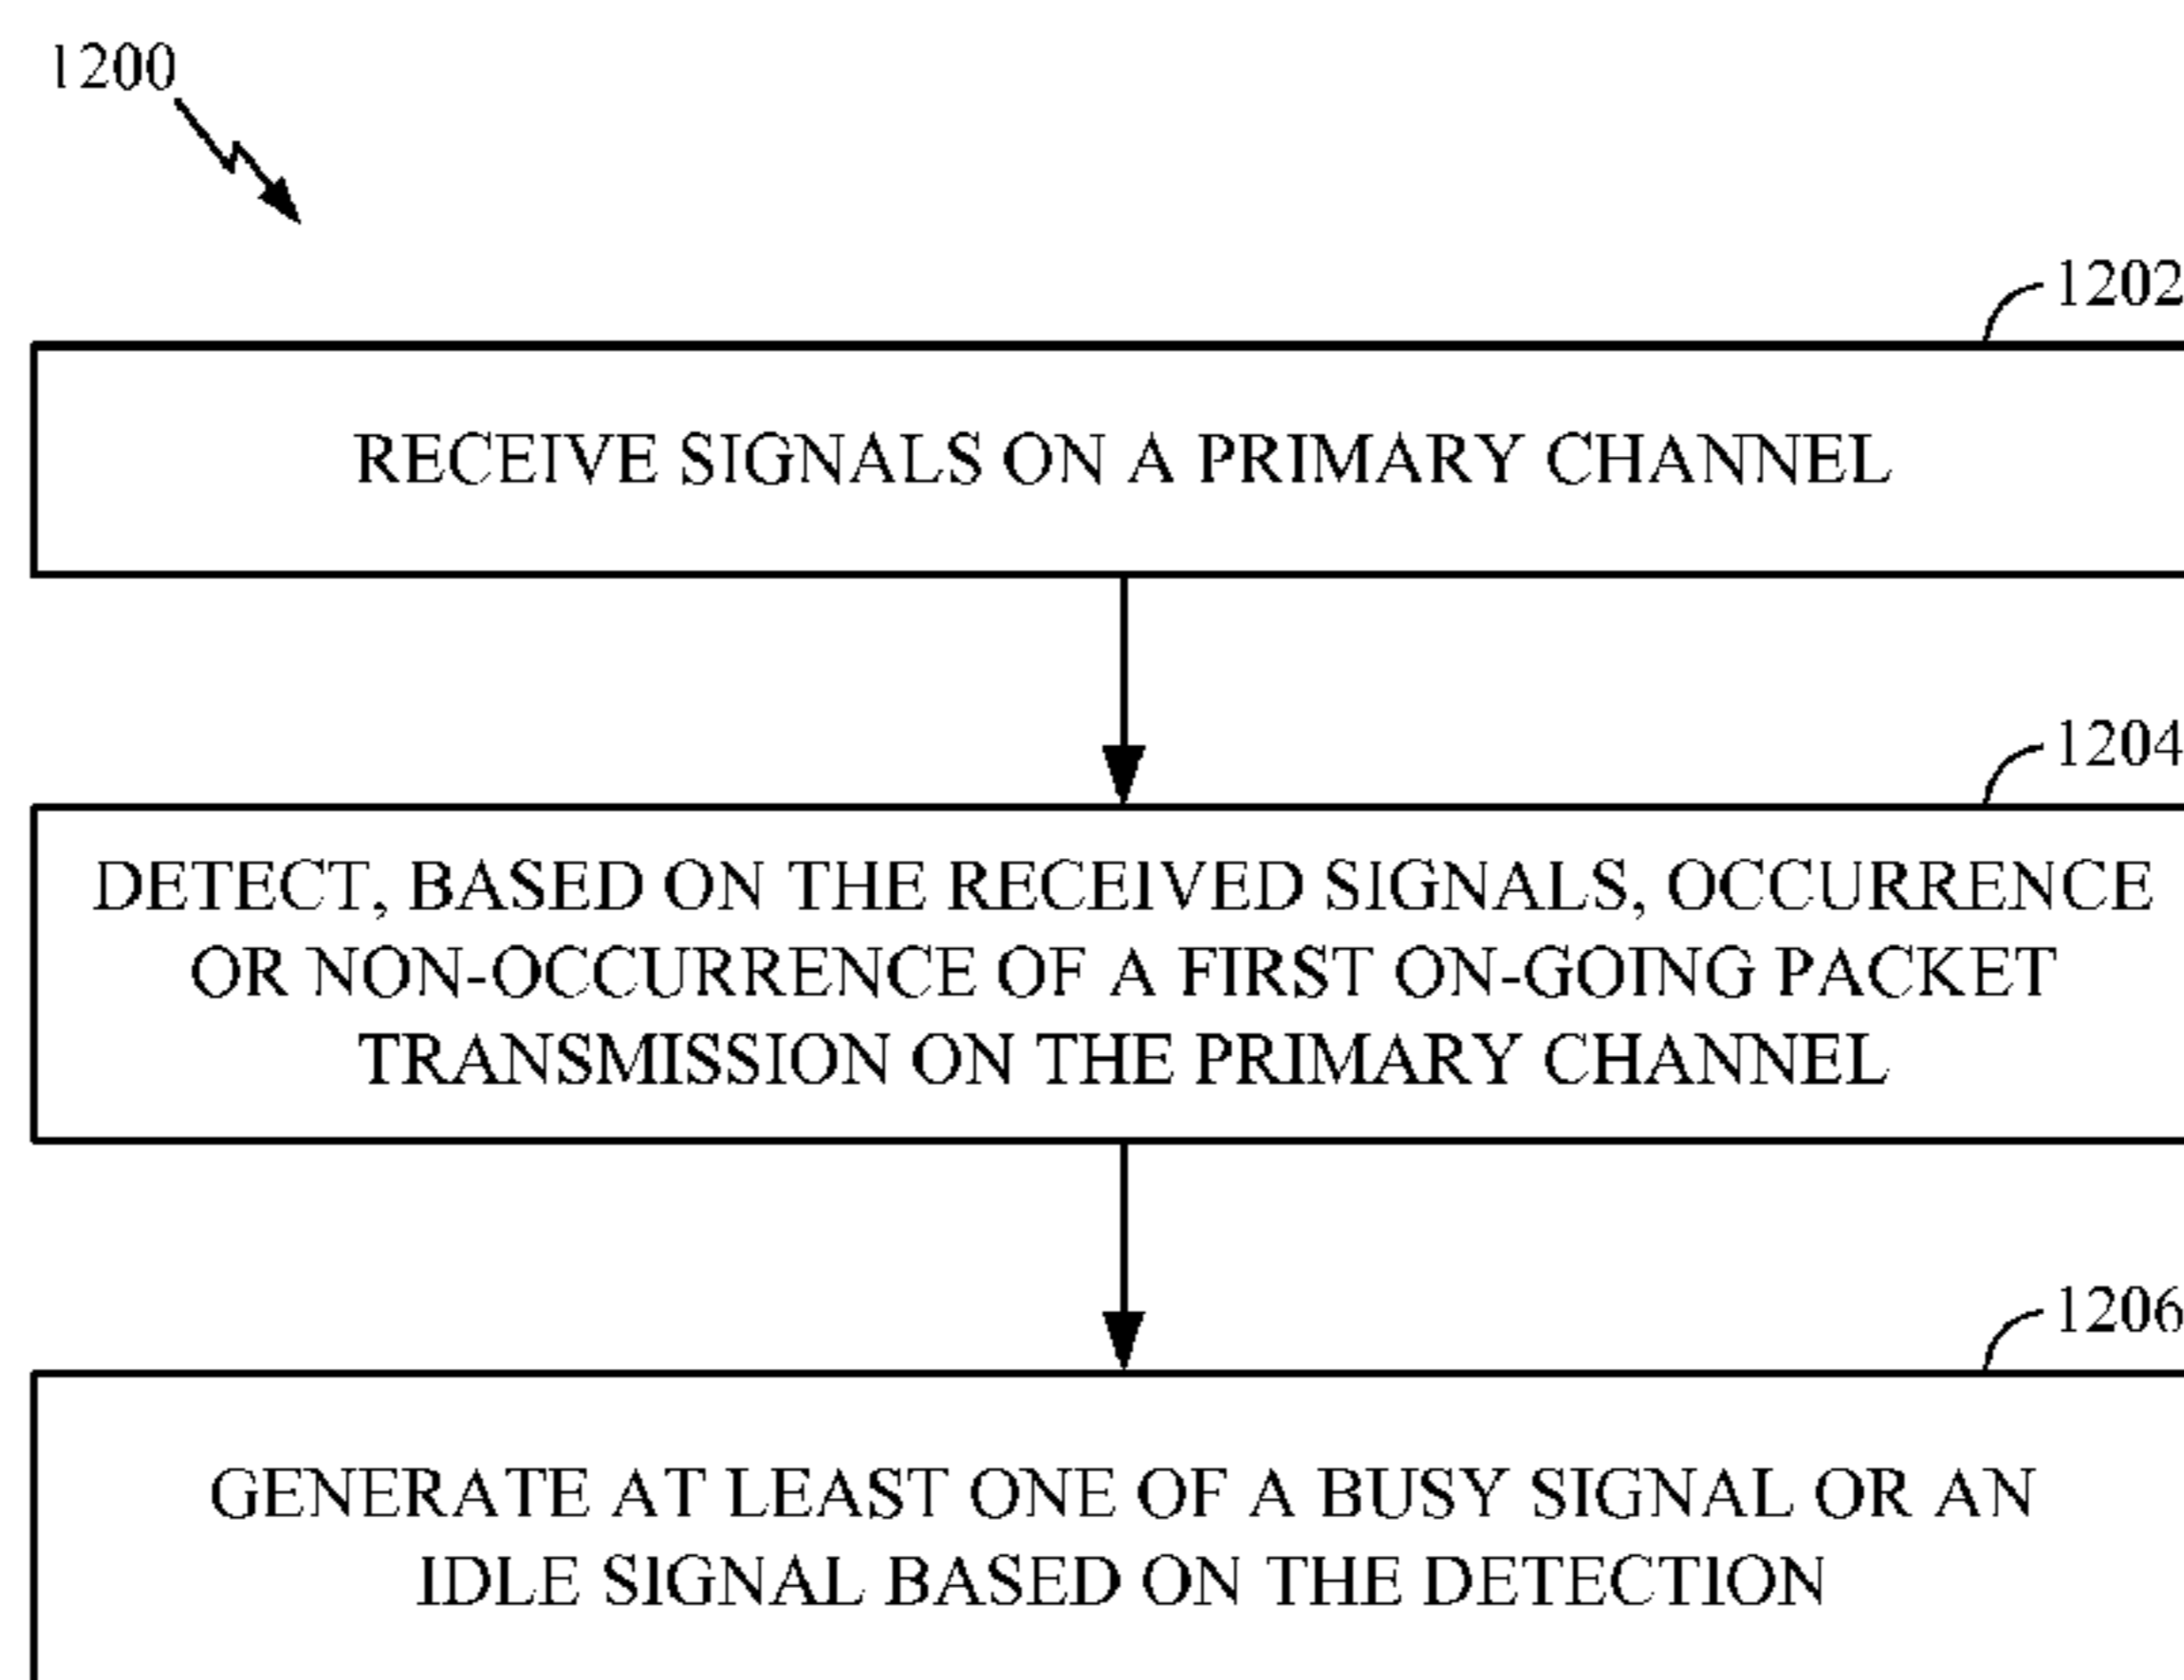 1200
1202
RECEIVE SIGNALS ON A PRIMARY CHANNEL
1204
DETECT, BASED ON THE RECEIVED SIGNALS, OCCURRENCE
OR NON-OCCURRENCE OF A FIRST ON-GOING PACKET
TRANSMISSION ON THE PRIMARY CHANNEL
1206
GENERATE AT LEAST ONE OF A BUSY SIGNAL OR AN
IDLE SIGNAL BASED ON THE DETECTION